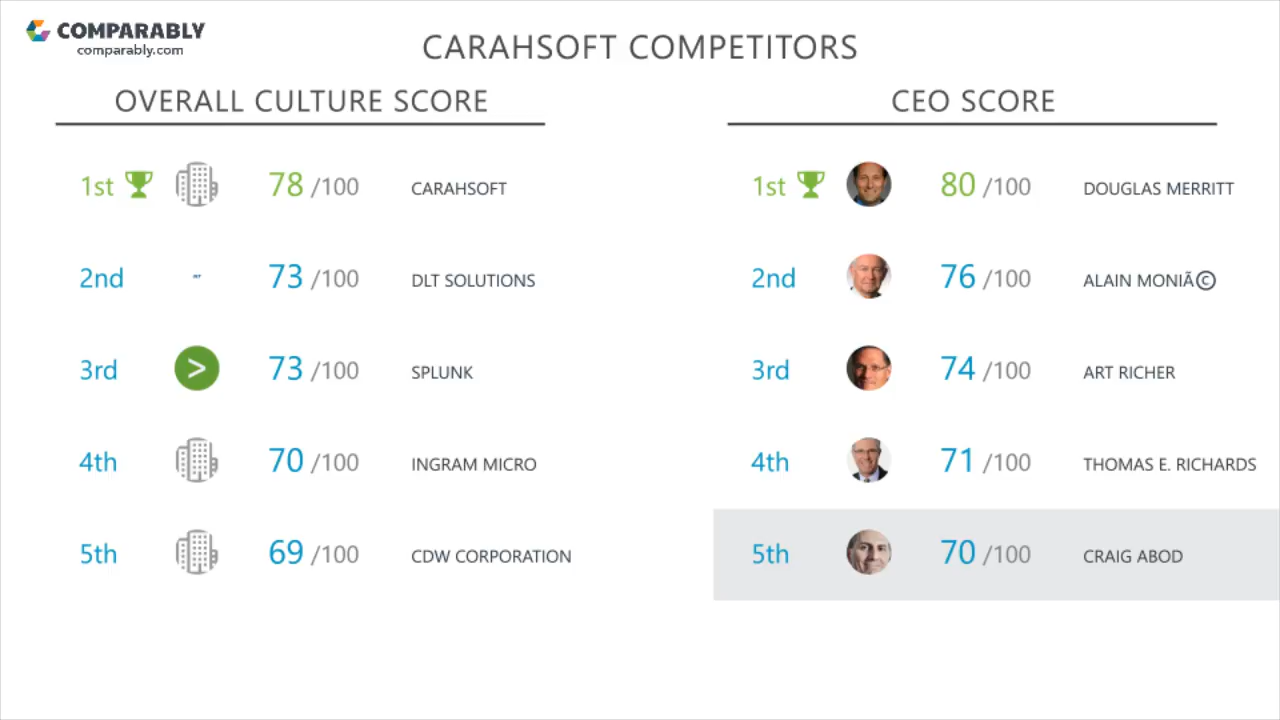 COMPARABLY
comparably.com
CARAHSOFT COMPETITORS
OVERALL CULTURE SCORE
1st 78 /100 CARAHSOFT
2nd 73 /100 DLT SOLUTIONS
3rd > 73 /100 SPLUNK
4th 70 /100 INGRAM MICRO
5th 69 /100 CDW CORPORATION
CEO SCORE
1st 80 /100 DOUGLAS MERRITT
2nd 76 /100 ALAIN MONIÃ©
3rd 74 /100 ART RICHER
4th 71 /100 THOMAS E. RICHARDS
5th 70 /100 CRAIG ABOD